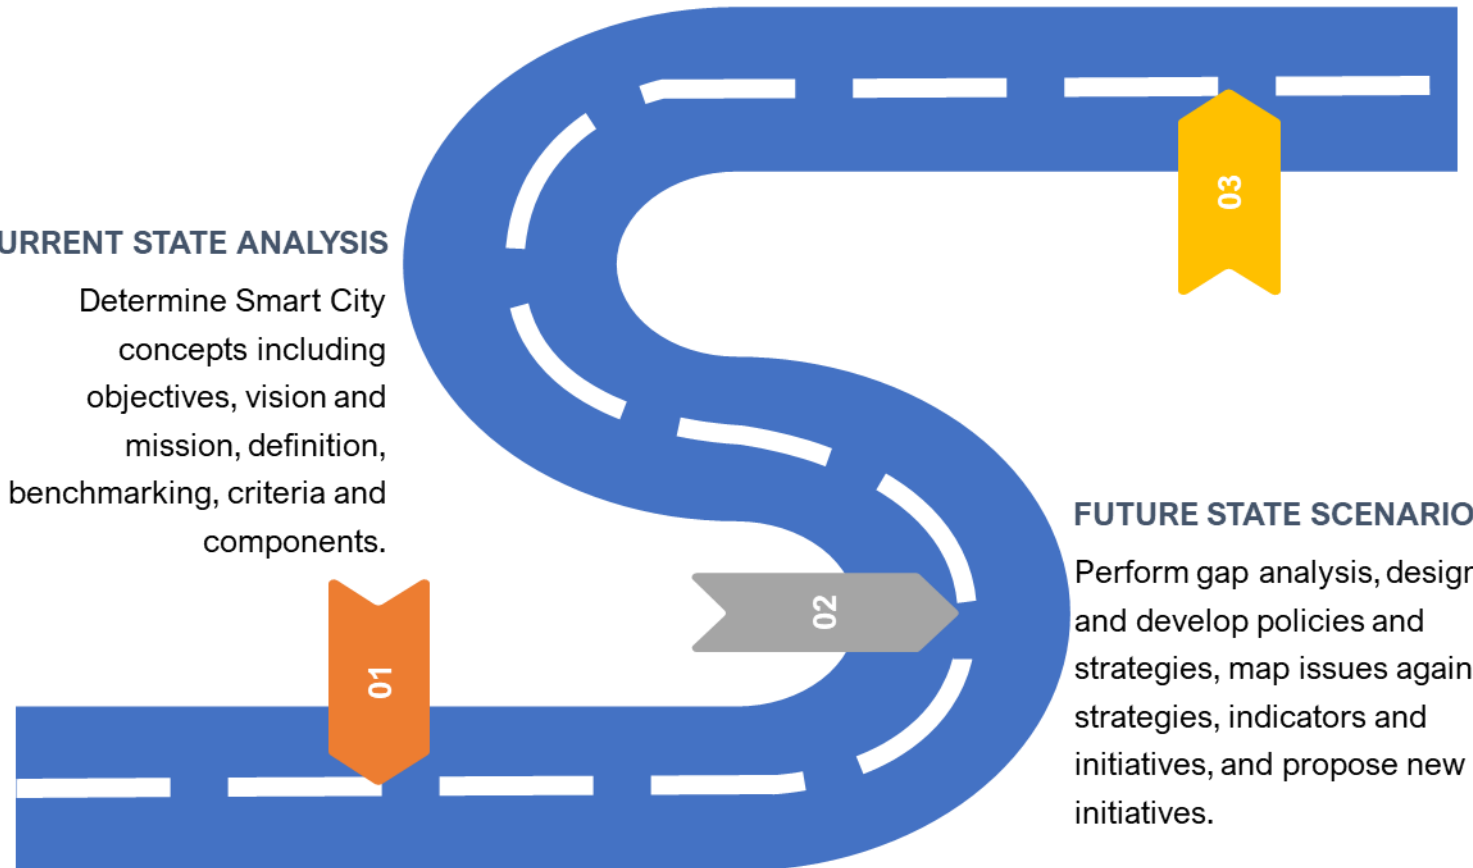 03
URRENT STATE ANALYSIS
Determine Smart City
concepts including
objectives, vision and
mission, definition,
benchmarking, criteria and
components.
01
02
FUTURE STATE SCENARIO
Perform gap analysis, design
and develop policies and
strategies, map issues again
strategies, indicators and
initiatives, and propose new
initiatives.